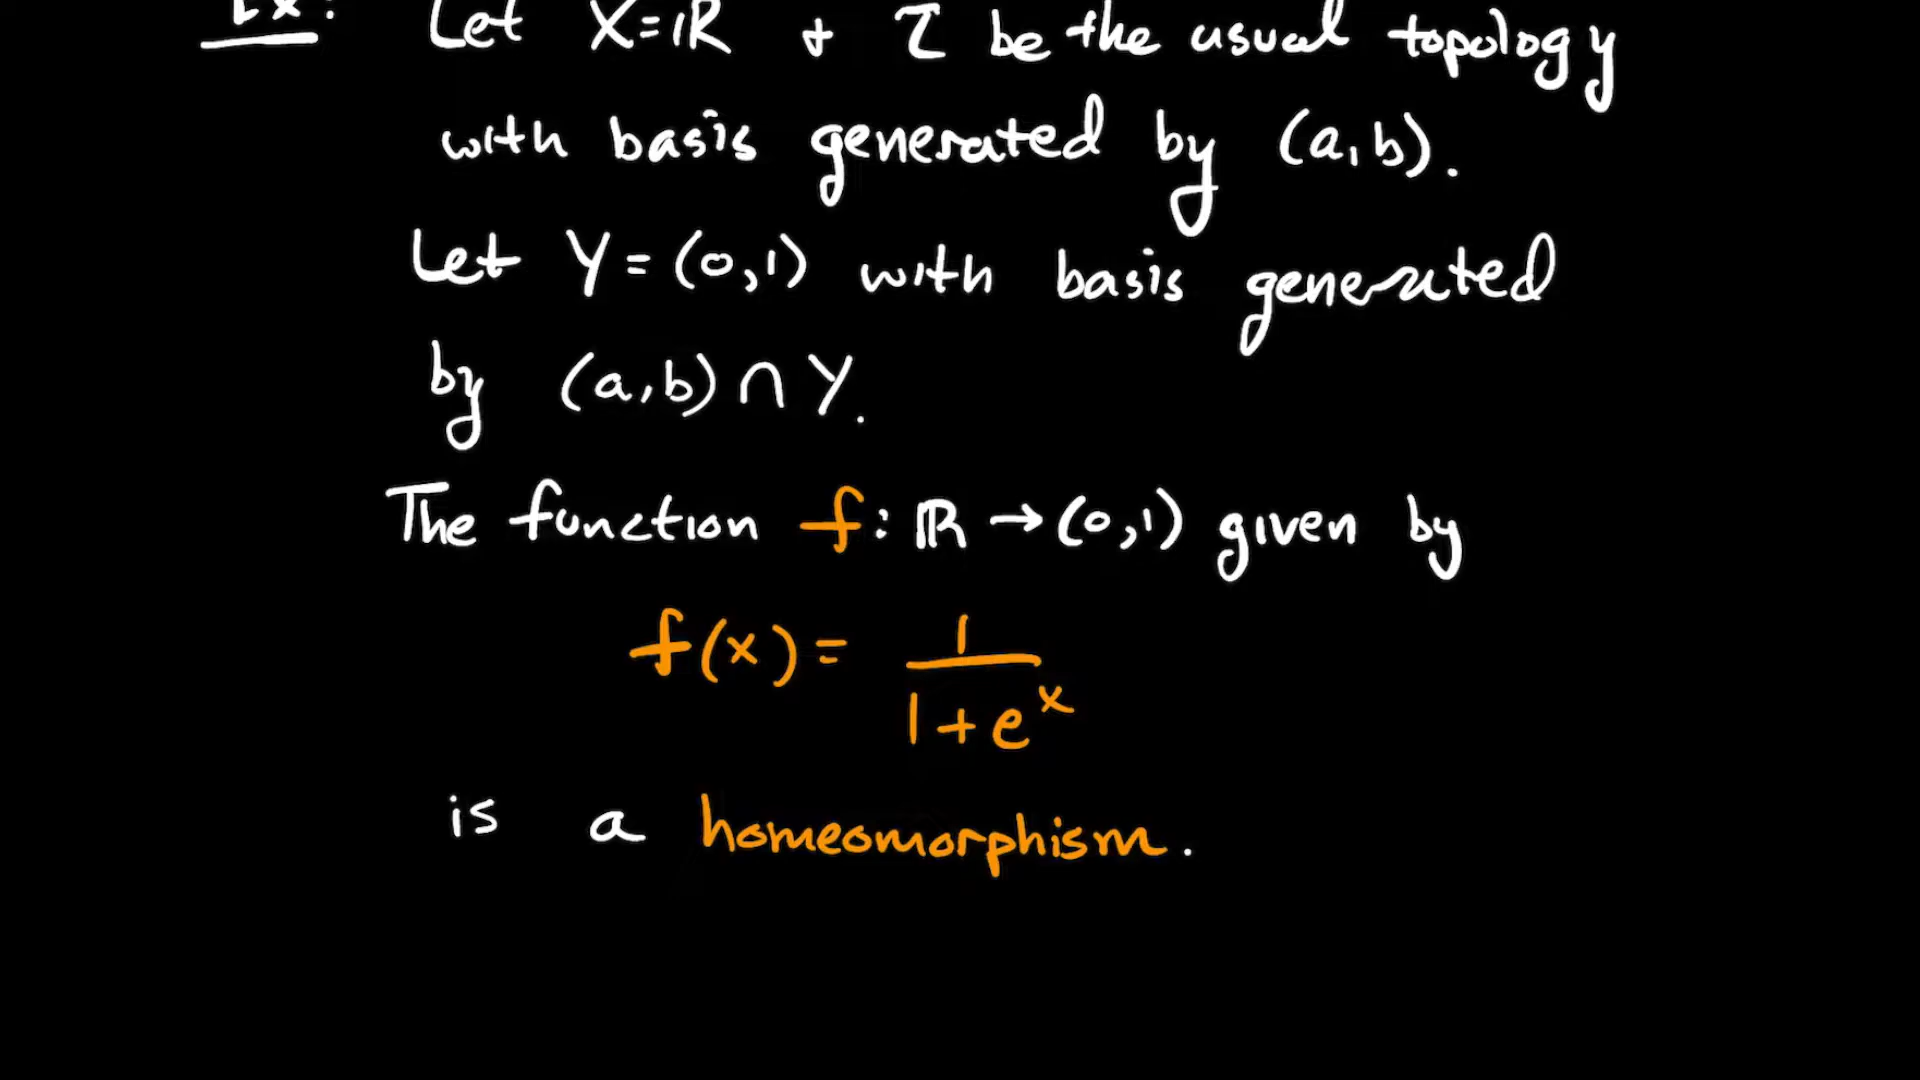 Ex: Let X=ℝ + τ be the usual topology
with basis generated by (a,b).
Let Y=(0,1) with basis generated
by (a,b)∩Y.
The function f: ℝ→(0,1) given by
f(x)= 1/(1+e^x)
is a homeomorphism.